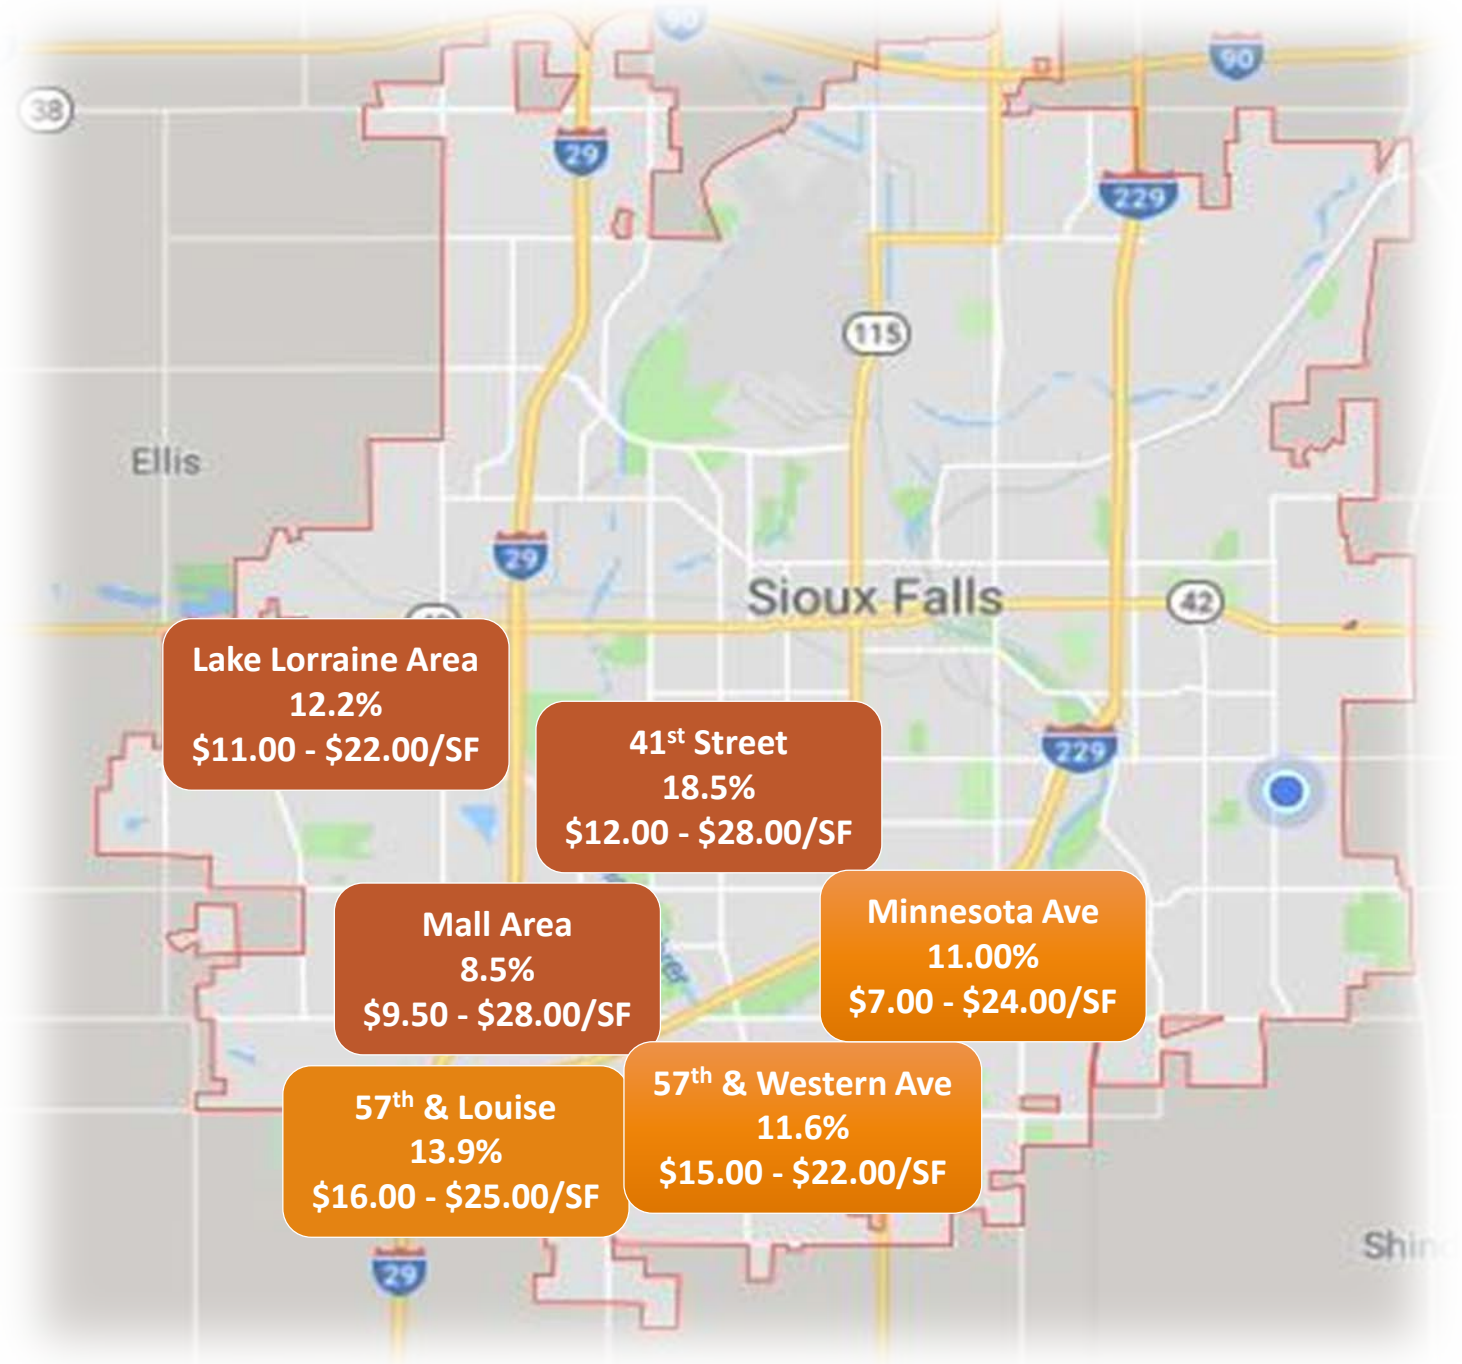 90
90
38
29
229
115
Ellis
29
Sioux Falls
42
Lake Lorraine Area
12.2%
$11.00 - $22.00/SF
41st Street
18.5%
$12.00 - $28.00/SF
229
Mall Area
8.5%
$9.50 - $28.00/SF
Minnesota Ave
11.00%
$7.00 - $24.00/SF
57th & Louise
13.9%
$16.00 - $25.00/SF
57th & Western Ave
11.6%
$15.00 - $22.00/SF
Shin
29